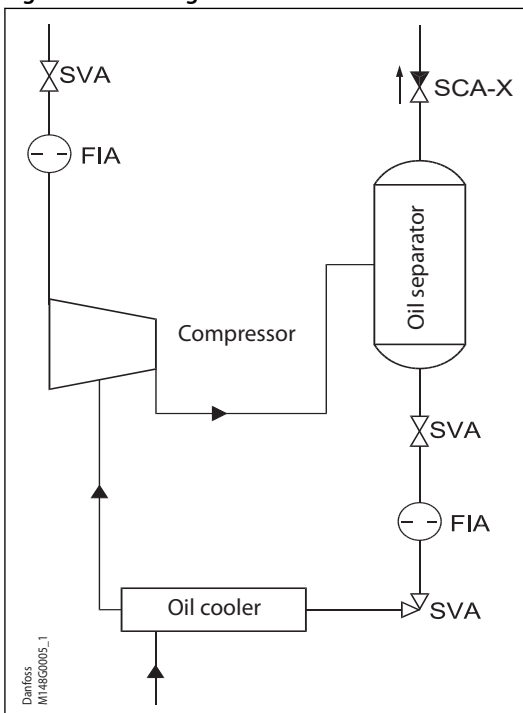 SVA
SCA-X
FIA
Oil separator
Compressor
SVA
FIA
Oil cooler
SVA
Danfoss
M148G0005_1